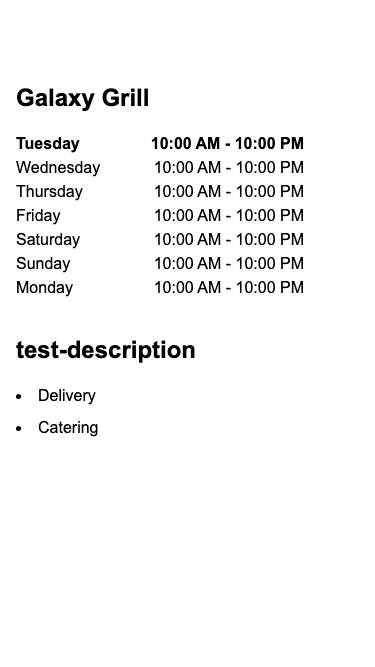 Galaxy Grill
Tuesday 10:00 AM - 10:00 PM
Wednesday 10:00 AM - 10:00 PM
Thursday 10:00 AM - 10:00 PM
Friday 10:00 AM - 10:00 PM
Saturday 10:00 AM - 10:00 PM
Sunday 10:00 AM - 10:00 PM
Monday 10:00 AM - 10:00 PM
test-description
• Delivery
• Catering